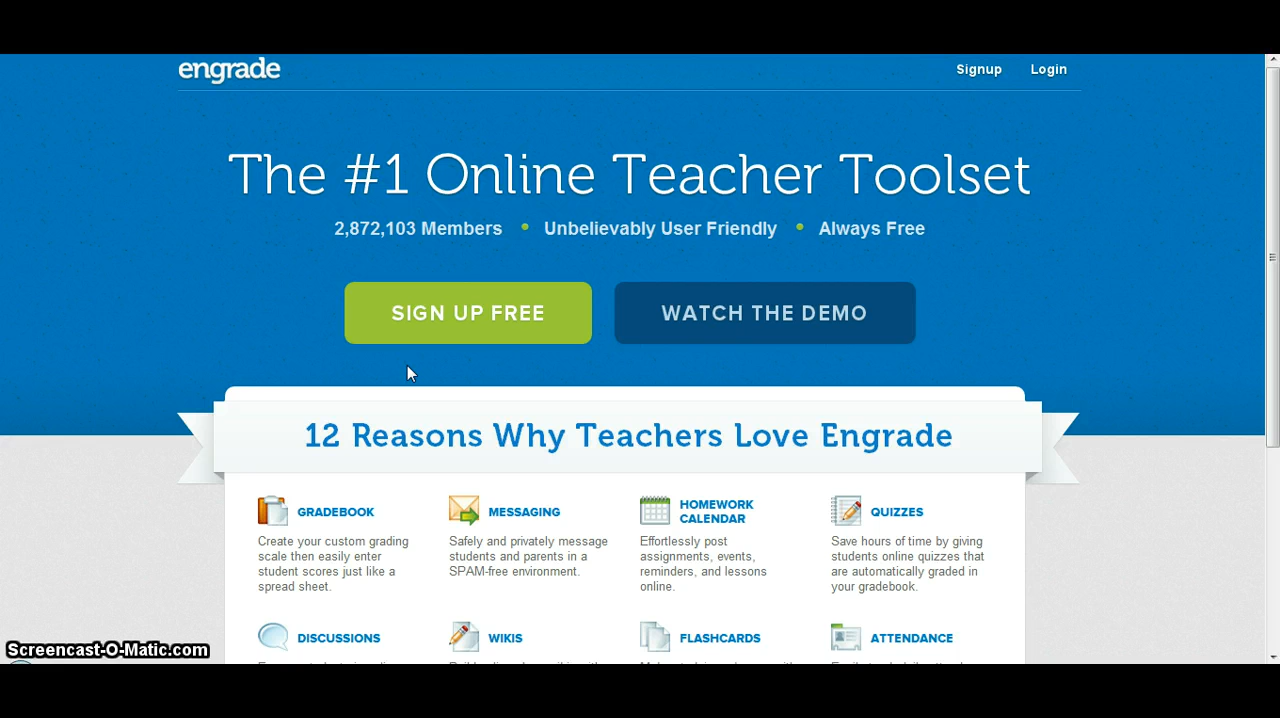 engrade
Signup Login
The #1 Online Teacher Toolset
2,872,103 Members • Unbelievably User Friendly • Always Free
SIGN UP FREE
WATCH THE DEMO
12 Reasons Why Teachers Love Engrade
GRADEBOOK
Create your custom grading
scale then easily enter
student scores just like a
spread sheet.
MESSAGING
Safely and privately message
students and parents in a
SPAM-free environment.
HOMEWORK
CALENDAR
Effortlessly post
assignments, events,
reminders, and lessons
online.
QUIZZES
Save hours of time by giving
students online quizzes that
are automatically graded in
your gradebook.
DISCUSSIONS
WIKIS
FLASHCARDS
ATTENDANCE
Screencast-O-Matic.com